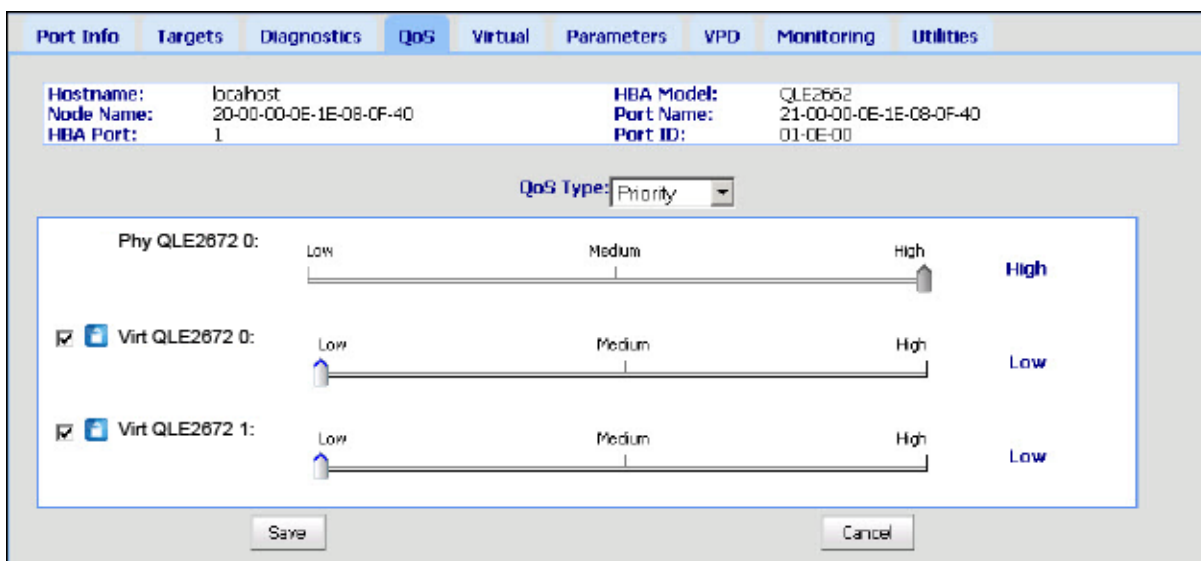 Port Info Targets Diagnostics QoS Virtual Parameters VPD Monitoring Utilities
Hostname: localhost HBA Model: QLE2662
Node Name: 20-00-00-0E-1E-08-0F-40 Port Name: 21-00-00-0E-1E-08-0F-40
HBA Port: 1 Port ID: 01-0E-00
QoS Type: Priority
Phy QLE2672 0: Low Medium High High
Virt QLE2672 0: Low Medium High Low
Virt QLE2672 1: Low Medium High Low
Save Cancel